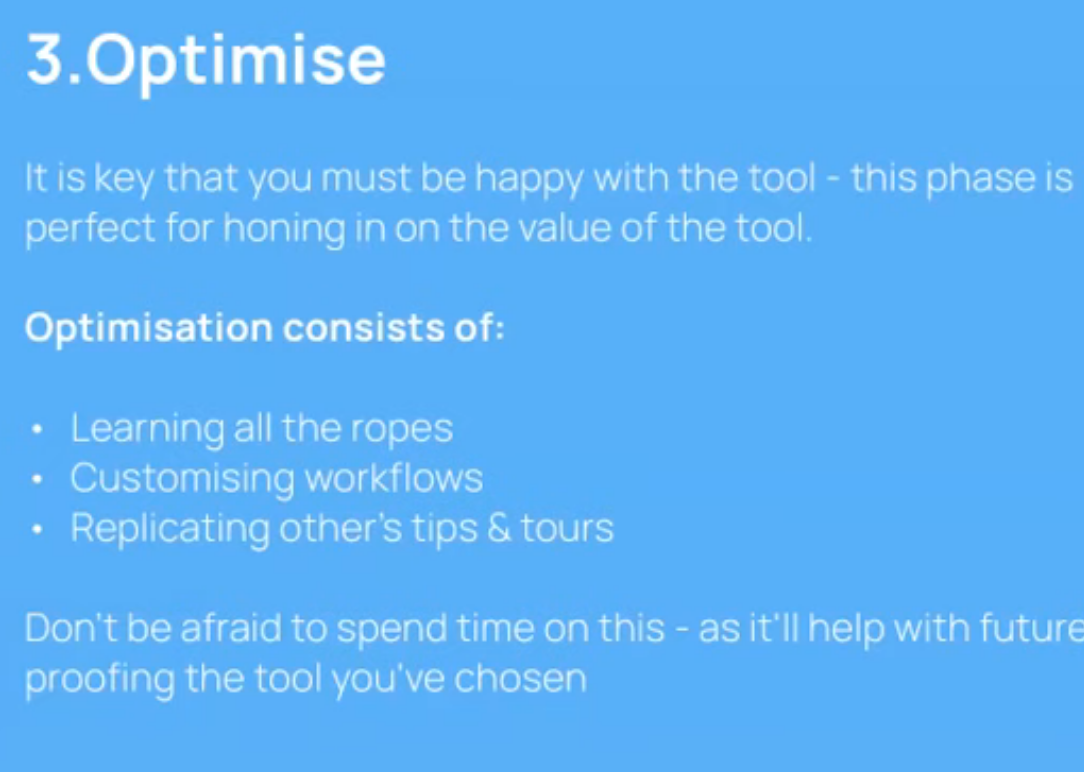 3.Optimise
It is key that you must be happy with the tool - this phase is
perfect for honing in on the value of the tool.
Optimisation consists of:
• Learning all the ropes
• Customising workflows
• Replicating other's tips & tours
Don't be afraid to spend time on this - as it'll help with future
proofing the tool you've chosen